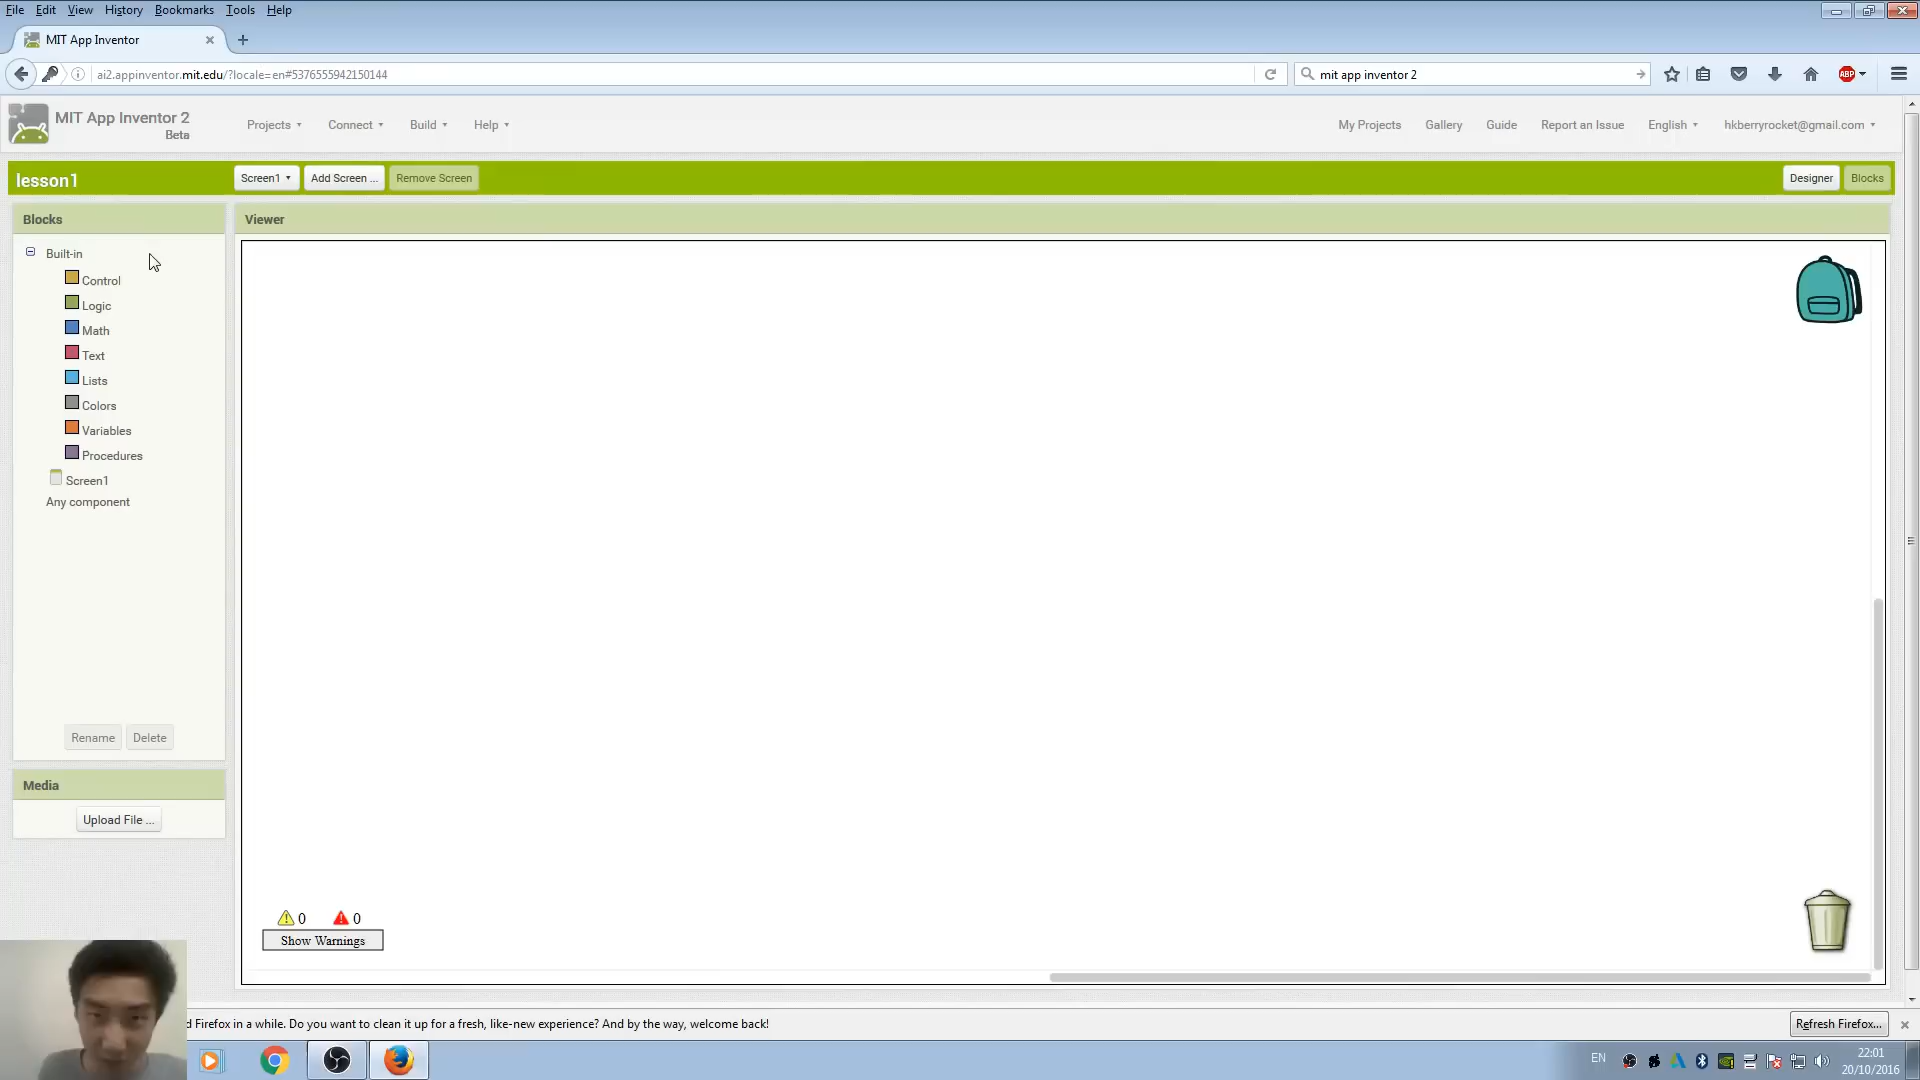 File Edit View History Bookmarks Tools Help
MIT App Inventor
ai2.appinventor.mit.edu/?locale=en#5376555942150144
mit app inventor 2
ABP
MIT App Inventor 2
Beta
Projects Connect Build Help
My Projects Gallery Guide Report an Issue English hkberryrocket@gmail.com
lesson1
Screen1 Add Screen ... Remove Screen
Designer Blocks
Blocks
Viewer
Built-in
Control
Logic
Math
Text
Lists
Colors
Variables
Procedures
Screen1
Any component
Rename Delete
Media
Upload File ...
0 0
Show Warnings
d Firefox in a while. Do you want to clean it up for a fresh, like-new experience? And by the way, welcome back!
Refresh Firefox...
EN
22:01
20/10/2016